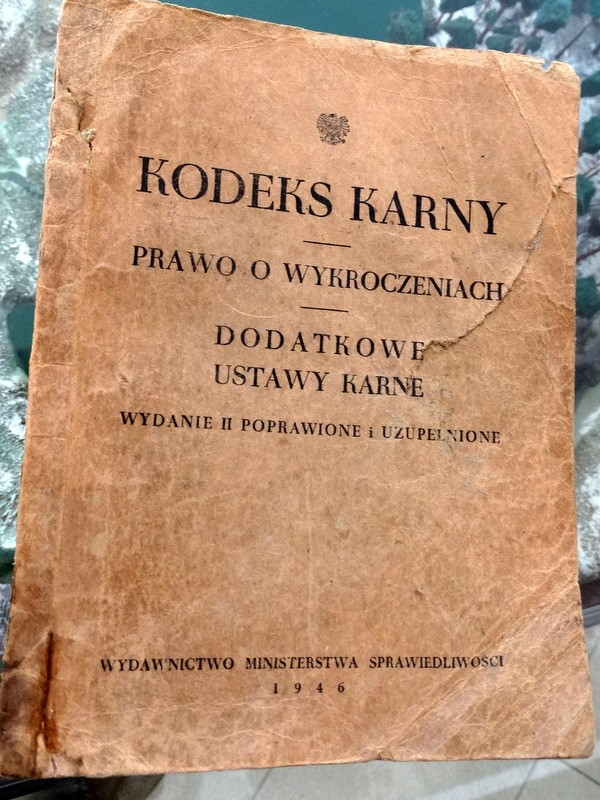 KODEKS KARNY
PRAWO O WYKROCZENIACH
DODATKOWE
USTAWY KARNE
WYDANIE II POPRAWIONE i UZUPEŁNIONE
WYDAWNICTWO MINISTERSTWA SPRAWIEDLIWOŚCI
1946